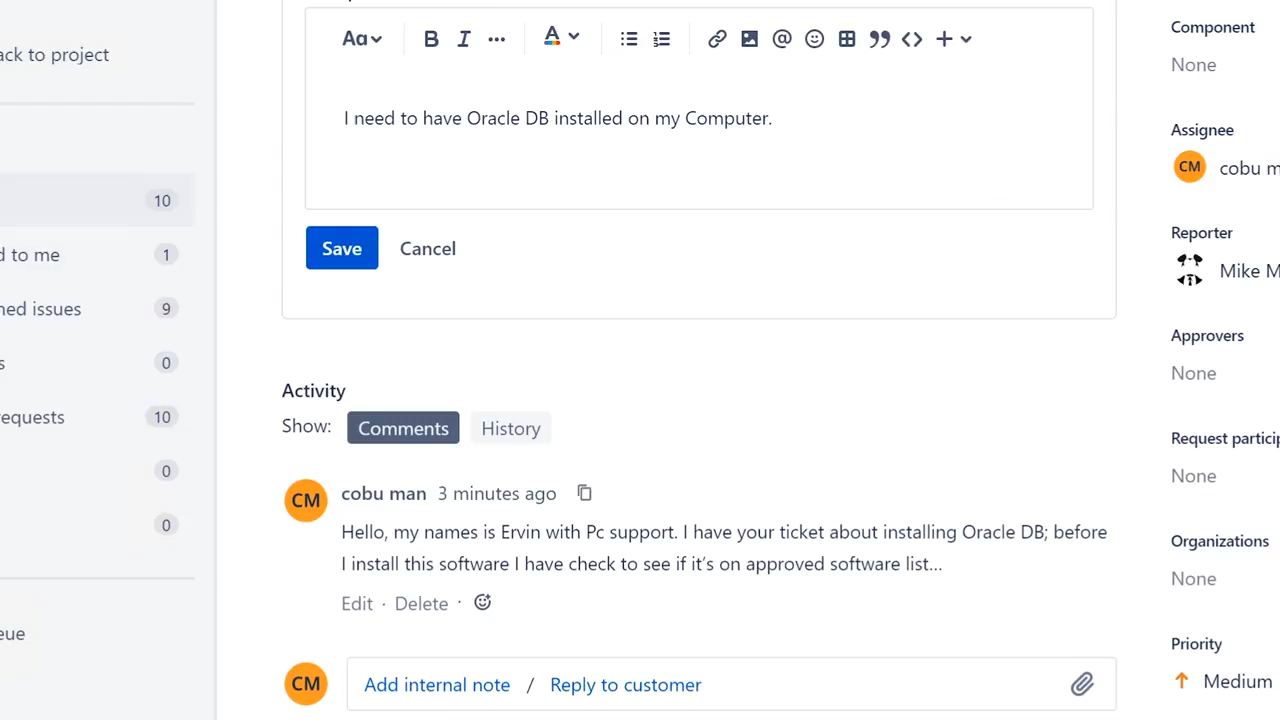 ack to project
10
d to me
1
ned issues
9
s
0
equests
10
0
0
eue
Aa
B I ... A @
I need to have Oracle DB installed on my Computer.
Save Cancel
Activity
Show: Comments History
CM cobu man 3 minutes ago
Hello, my names is Ervin with Pc support. I have your ticket about installing Oracle DB; before
I install this software I have check to see if it's on approved software list...
Edit · Delete ·
CM Add internal note / Reply to customer
Component
None
Assignee
CM cobu m
Reporter
Mike M
Approvers
None
Request particip
None
Organizations
None
Priority
Medium